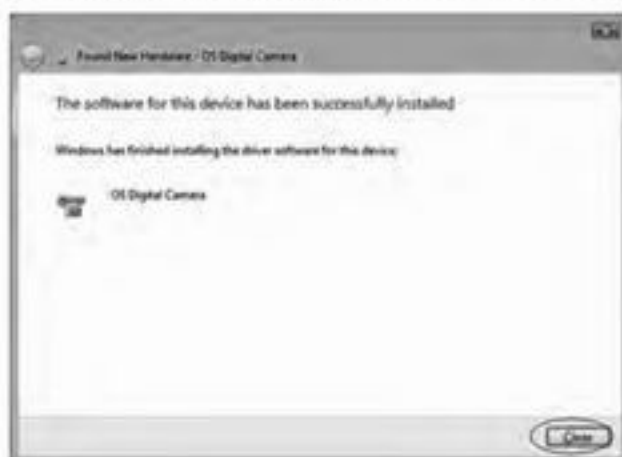 Found New Hardware - OS Digital Camera
The software for this device has been successfully installed
Windows has finished installing the driver software for this device:
OS Digital Camera
Close